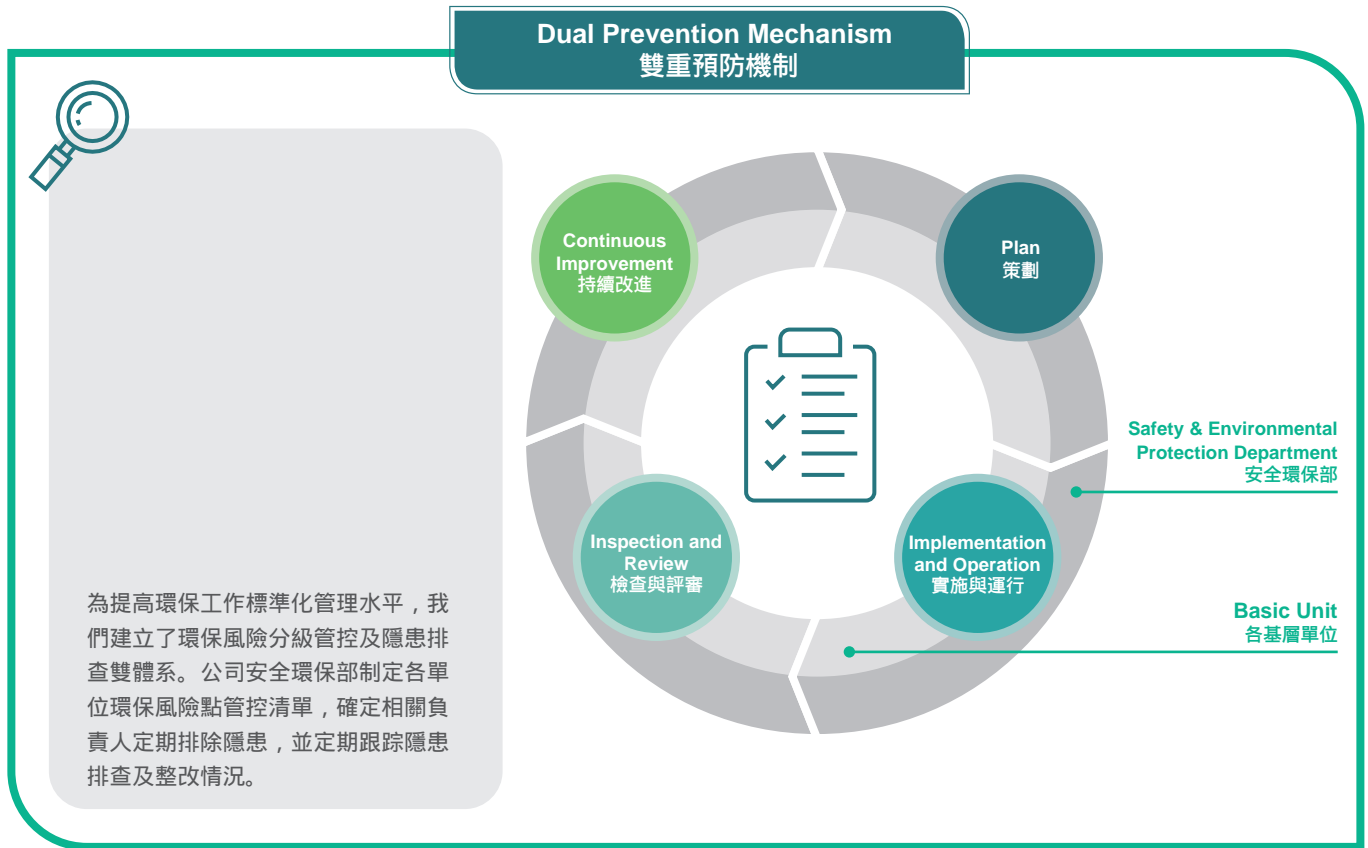 Dual Prevention Mechanism
雙重預防機制
為提高環保工作標準化管理水平，我
們建立了環保風險分級管控及隱患排
查雙體系。公司安全環保部制定各單
位環保風險點管控清單，確定相關負
責人定期排除隱患，並定期跟踪隱患
排查及整改情況。
Continuous
Improvement
持續改進
Plan
策劃
Inspection and
Review
檢查與評審
Implementation
and Operation
實施與運行
Safety & Environmental
Protection Department
安全環保部
Basic Unit
各基層單位